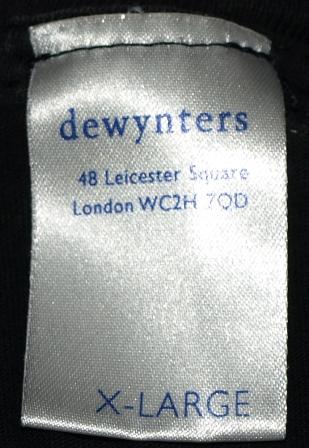 dewynters
48 Leicester Square
London WC2H 7QD
X-LARGE